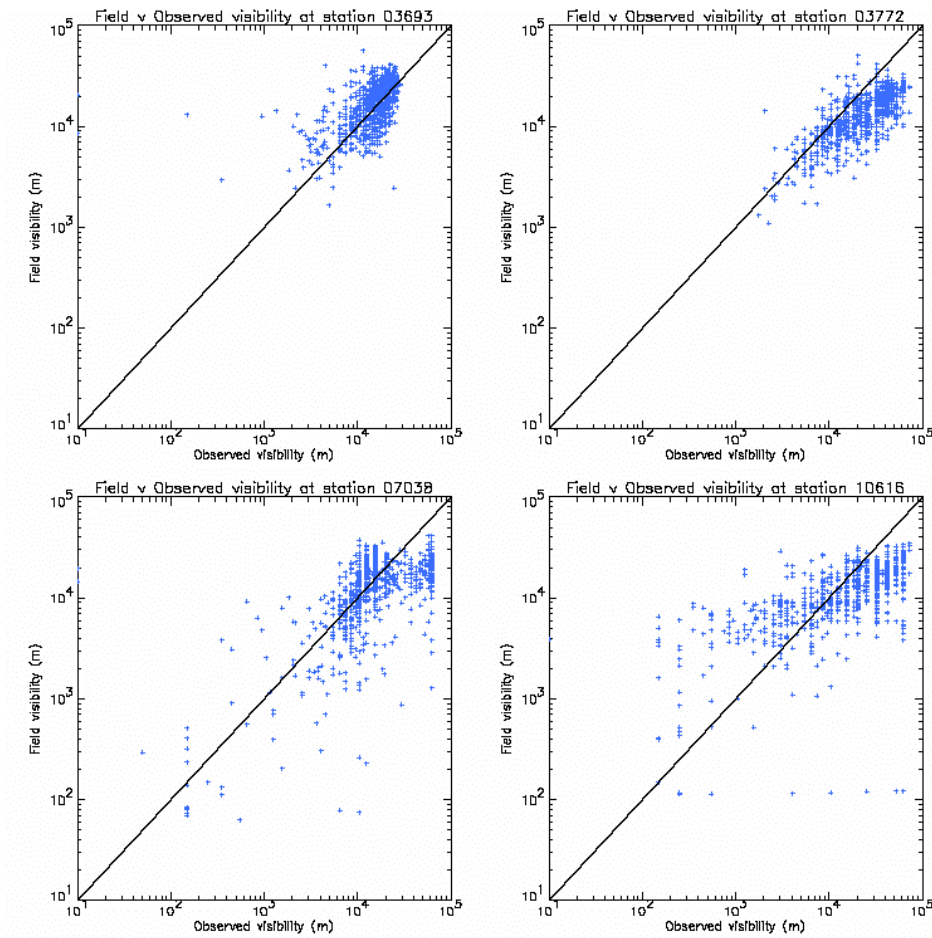 Field v Observed visibility at station 03693
Field v Observed visibility at station 03772
10^5
10^4
10^3
10^2
10^1
Field visibility (m)
10^1 10^2 10^3 10^4 10^5
Observed visibility (m)
10^5
10^4
10^3
10^2
10^1
Field visibility (m)
10^1 10^2 10^3 10^4 10^5
Observed visibility (m)
Field v Observed visibility at station 07038
Field v Observed visibility at station 10616
10^5
10^4
10^3
10^2
10^1
Field visibility (m)
10^1 10^2 10^3 10^4 10^5
Observed visibility (m)
10^5
10^4
10^3
10^2
10^1
Field visibility (m)
10^1 10^2 10^3 10^4 10^5
Observed visibility (m)